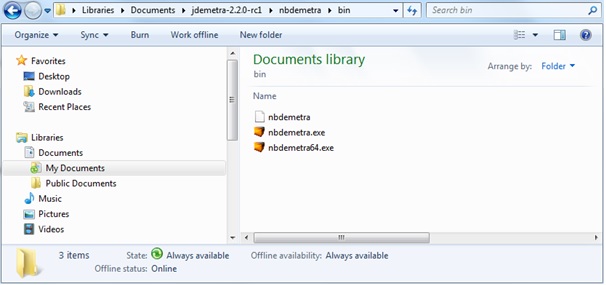 Libraries Documents jdemetra-2.2.0-rc1 nbdemetra bin Search bin
Organize Sync Burn Work offline New folder
Favorites
Desktop
Downloads
Recent Places
Libraries
Documents
My Documents
Public Documents
Music
Pictures
Videos
Documents library
bin
Arrange by: Folder
Name
nbdemetra
nbdemetra.exe
nbdemetra64.exe
3 items State: Always available Offline availability: Always available
Offline status: Online